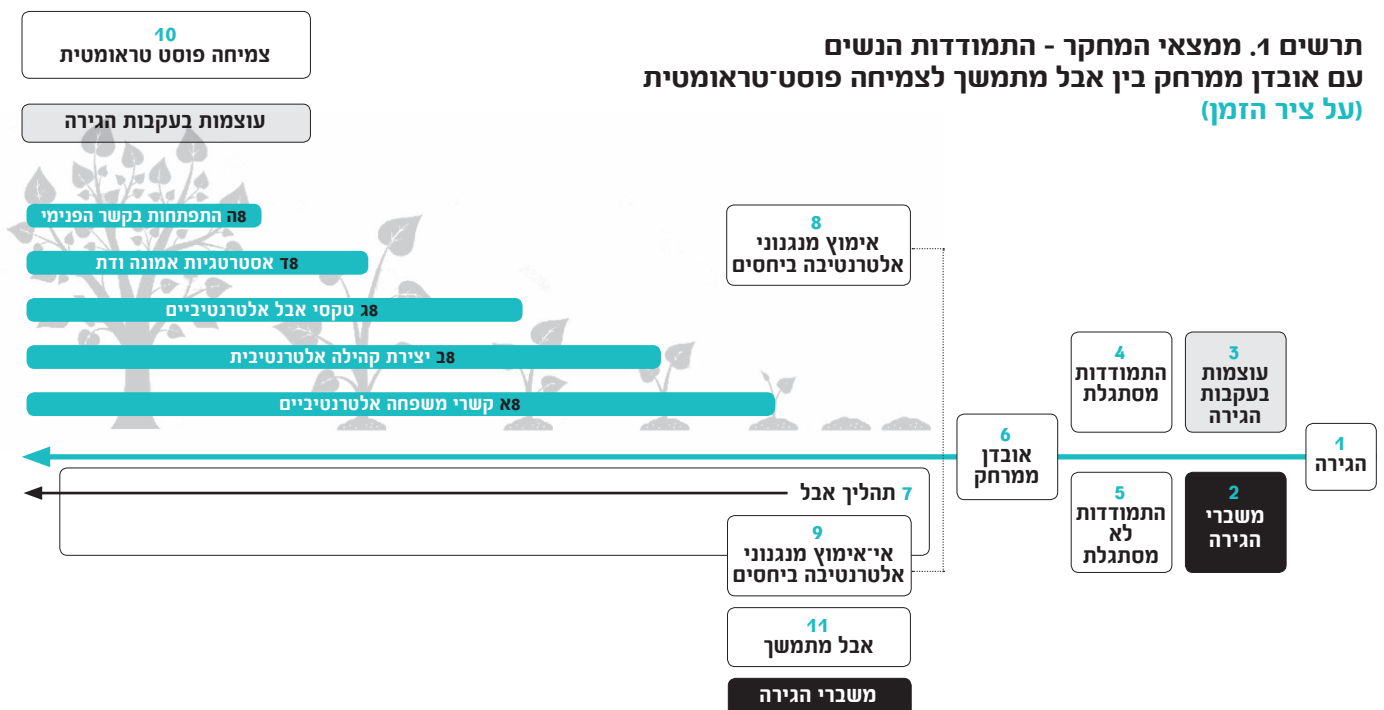 תרשים 1. ממצאי המחקר - התמודדות הנשים
עם אובדן ממרחק בין אבל מתמשך לצמיחה פוסט־טראומטית
(על ציר הזמן)
1
הגירה
3
עוצמות
בעקבות
הגירה
2
משברי
הגירה
4
התמודדות
מסתגלת
5
התמודדות
לא
מסתגלת
6
אובדן
ממרחק
8
אימוץ מנגנוני
אלטרנטיבה ביחסים
7 תהליך אבל
9
אי־אימוץ מנגנוני
אלטרנטיבה ביחסים
11
אבל מתמשך
משברי הגירה
10
צמיחה פוסט טראומטית
עוצמות בעקבות הגירה
8ה התפתחות בקשר הפנימי
8ד אסטרטגיות אמונה ודת
8ג טקסי אבל אלטרנטיביים
8ב יצירת קהילה אלטרנטיבית
8א קשרי משפחה אלטרנטיביים